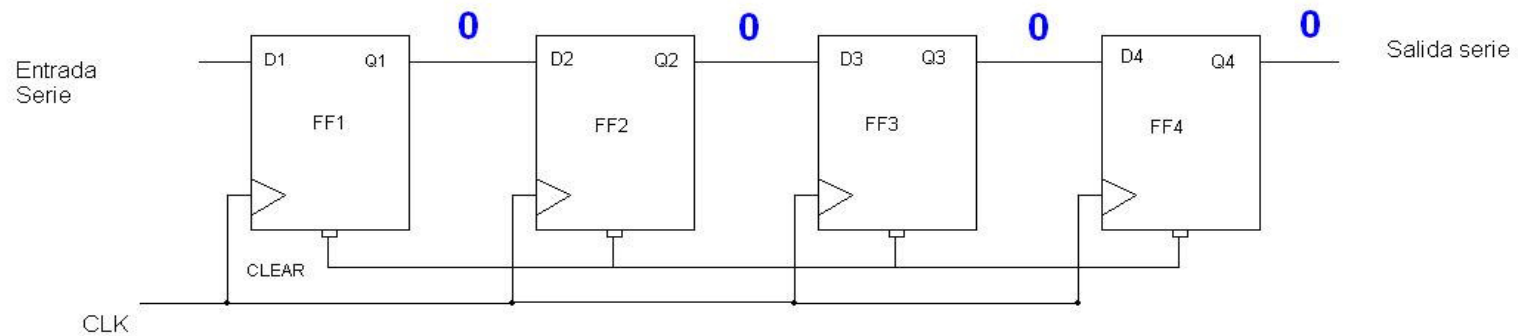 0 0 0 0
Entrada
Serie
D1 Q1
D2 Q2
D3 Q3
D4 Q4
Salida serie
FF1
FF2
FF3
FF4
CLEAR
CLK